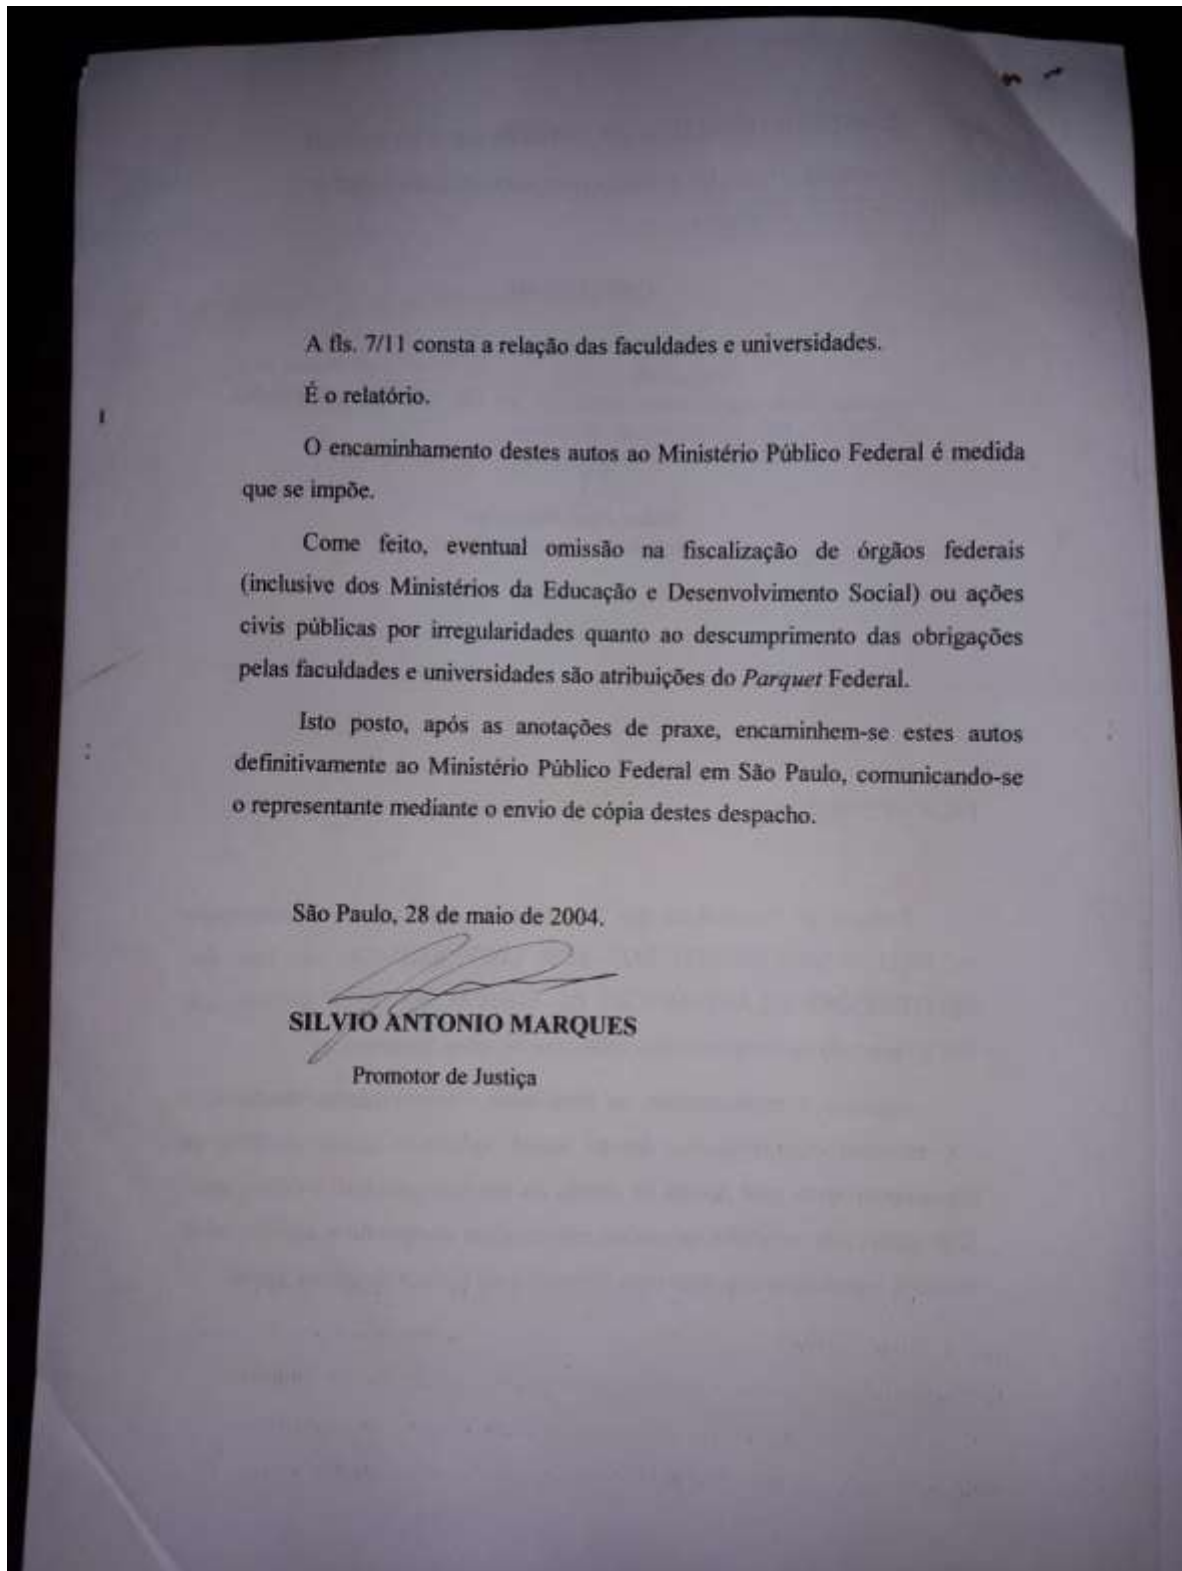 A fls. 7/11 consta a relação das faculdades e universidades.
É o relatório.
O encaminhamento destes autos ao Ministério Público Federal é medida
que se impõe.
Come feito, eventual omissão na fiscalização de órgãos federais
(inclusive dos Ministérios da Educação e Desenvolvimento Social) ou ações
civis públicas por irregularidades quanto ao descumprimento das obrigações
pelas faculdades e universidades são atribuições do Parquet Federal.
Isto posto, após as anotações de praxe, encaminhem-se estes autos
definitivamente ao Ministério Público Federal em São Paulo, comunicando-se
o representante mediante o envio de cópia destes despacho.
São Paulo, 28 de maio de 2004.
SILVIO ANTONIO MARQUES
Promotor de Justiça